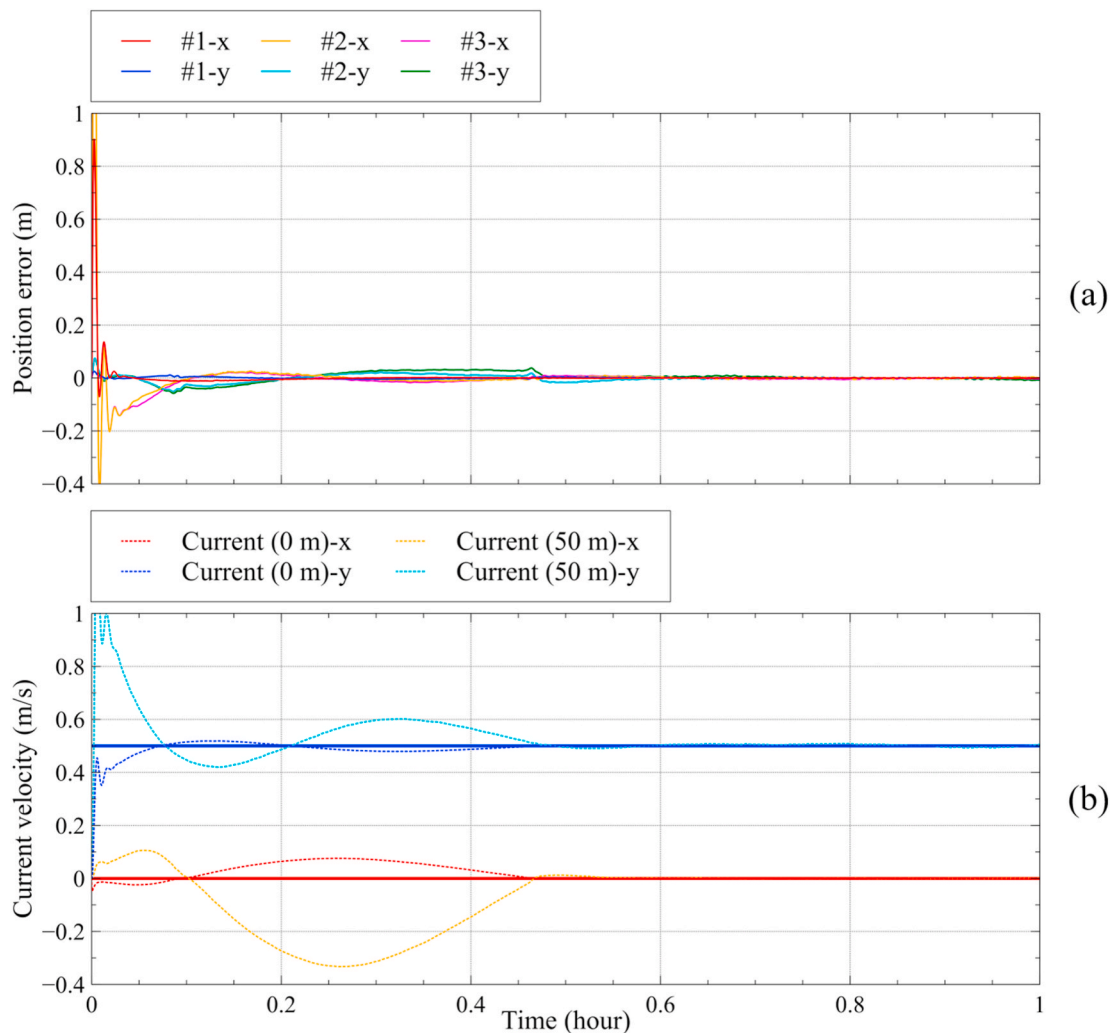 #1-x #2-x #3-x
#1-y #2-y #3-y
1
0.8
0.6
0.4
0.2
0
−0.2
−0.4
Position error (m)
(a)
Current (0 m)-x Current (50 m)-x
Current (0 m)-y Current (50 m)-y
1
0.8
0.6
0.4
0.2
0
−0.2
−0.4
Current velocity (m/s)
(b)
0 0.2 0.4 0.6 0.8 1
Time (hour)